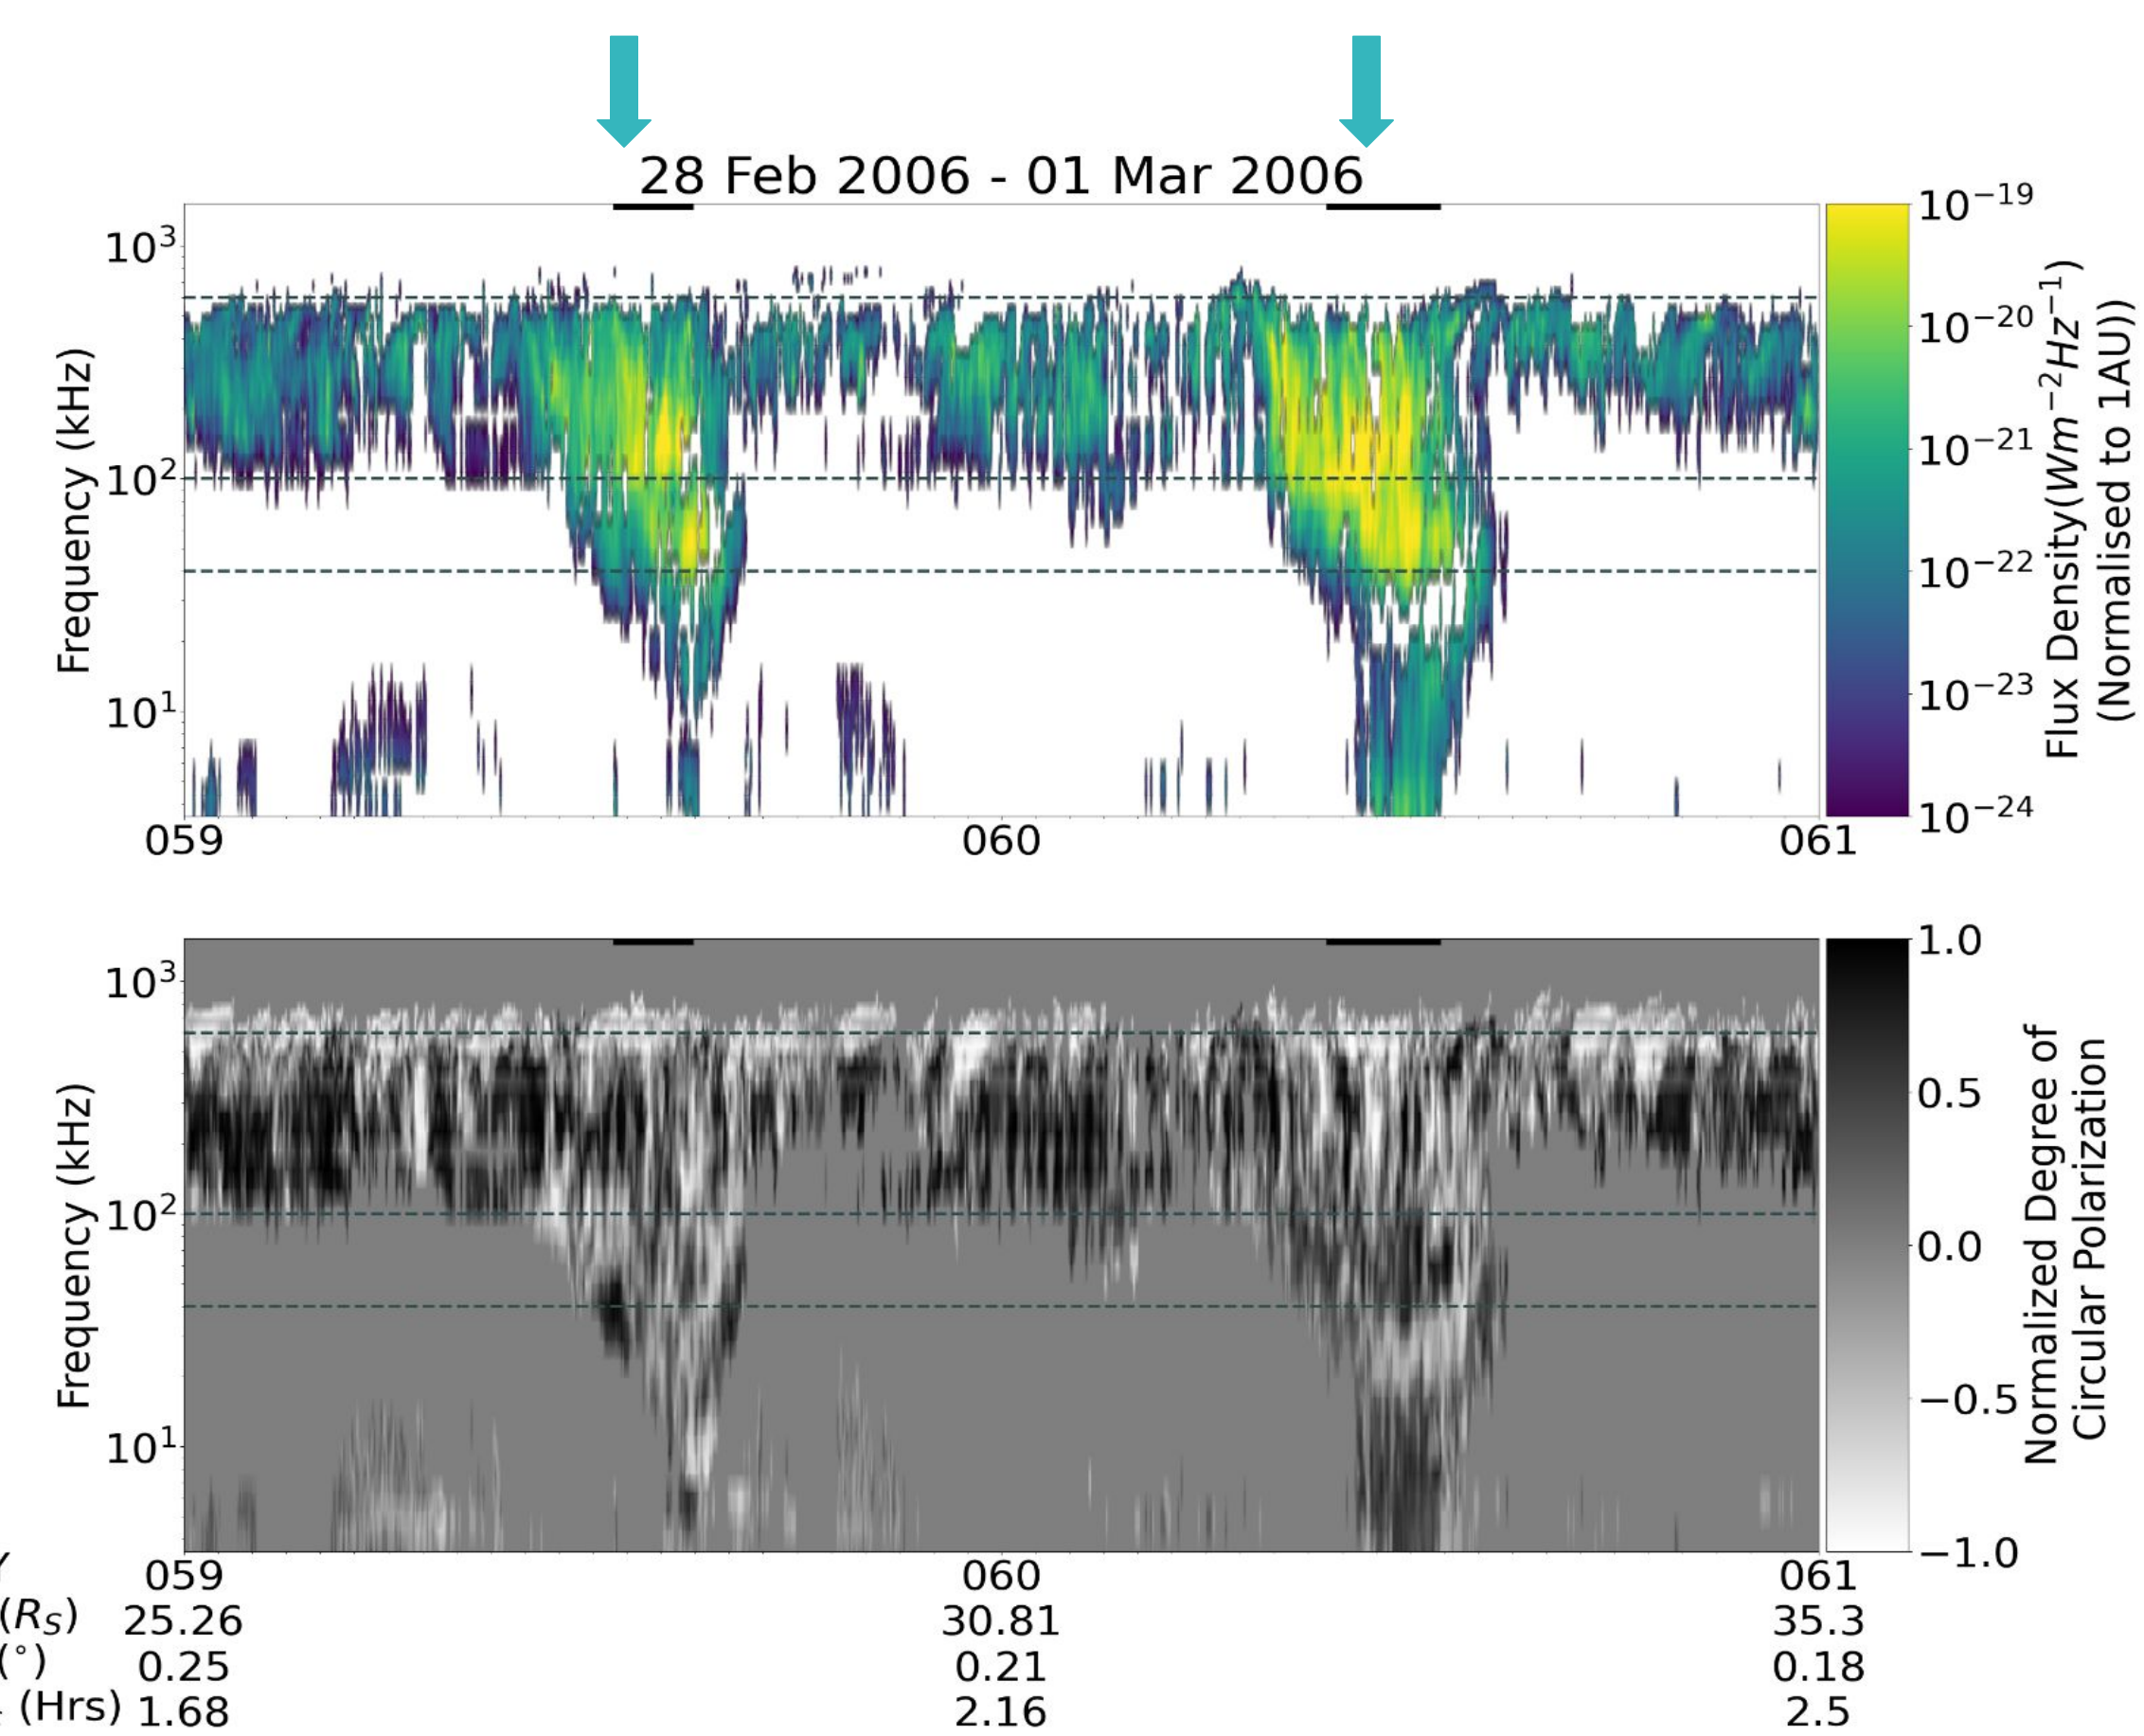 28 Feb 2006 - 01 Mar 2006
Frequency (kHz)
10³
10²
10¹
059 060 061
10⁻¹⁹
10⁻²⁰
10⁻²¹
10⁻²²
10⁻²³
10⁻²⁴
Flux Density(Wm⁻²Hz⁻¹)
(Normalised to 1AU))
Frequency (kHz)
10³
10²
10¹
1.0
0.5
0.0
−0.5
−1.0
Normalized Degree of
Circular Polarization
059 060 061
(R_S) 25.26 30.81 35.3
(°) 0.25 0.21 0.18
(Hrs) 1.68 2.16 2.5